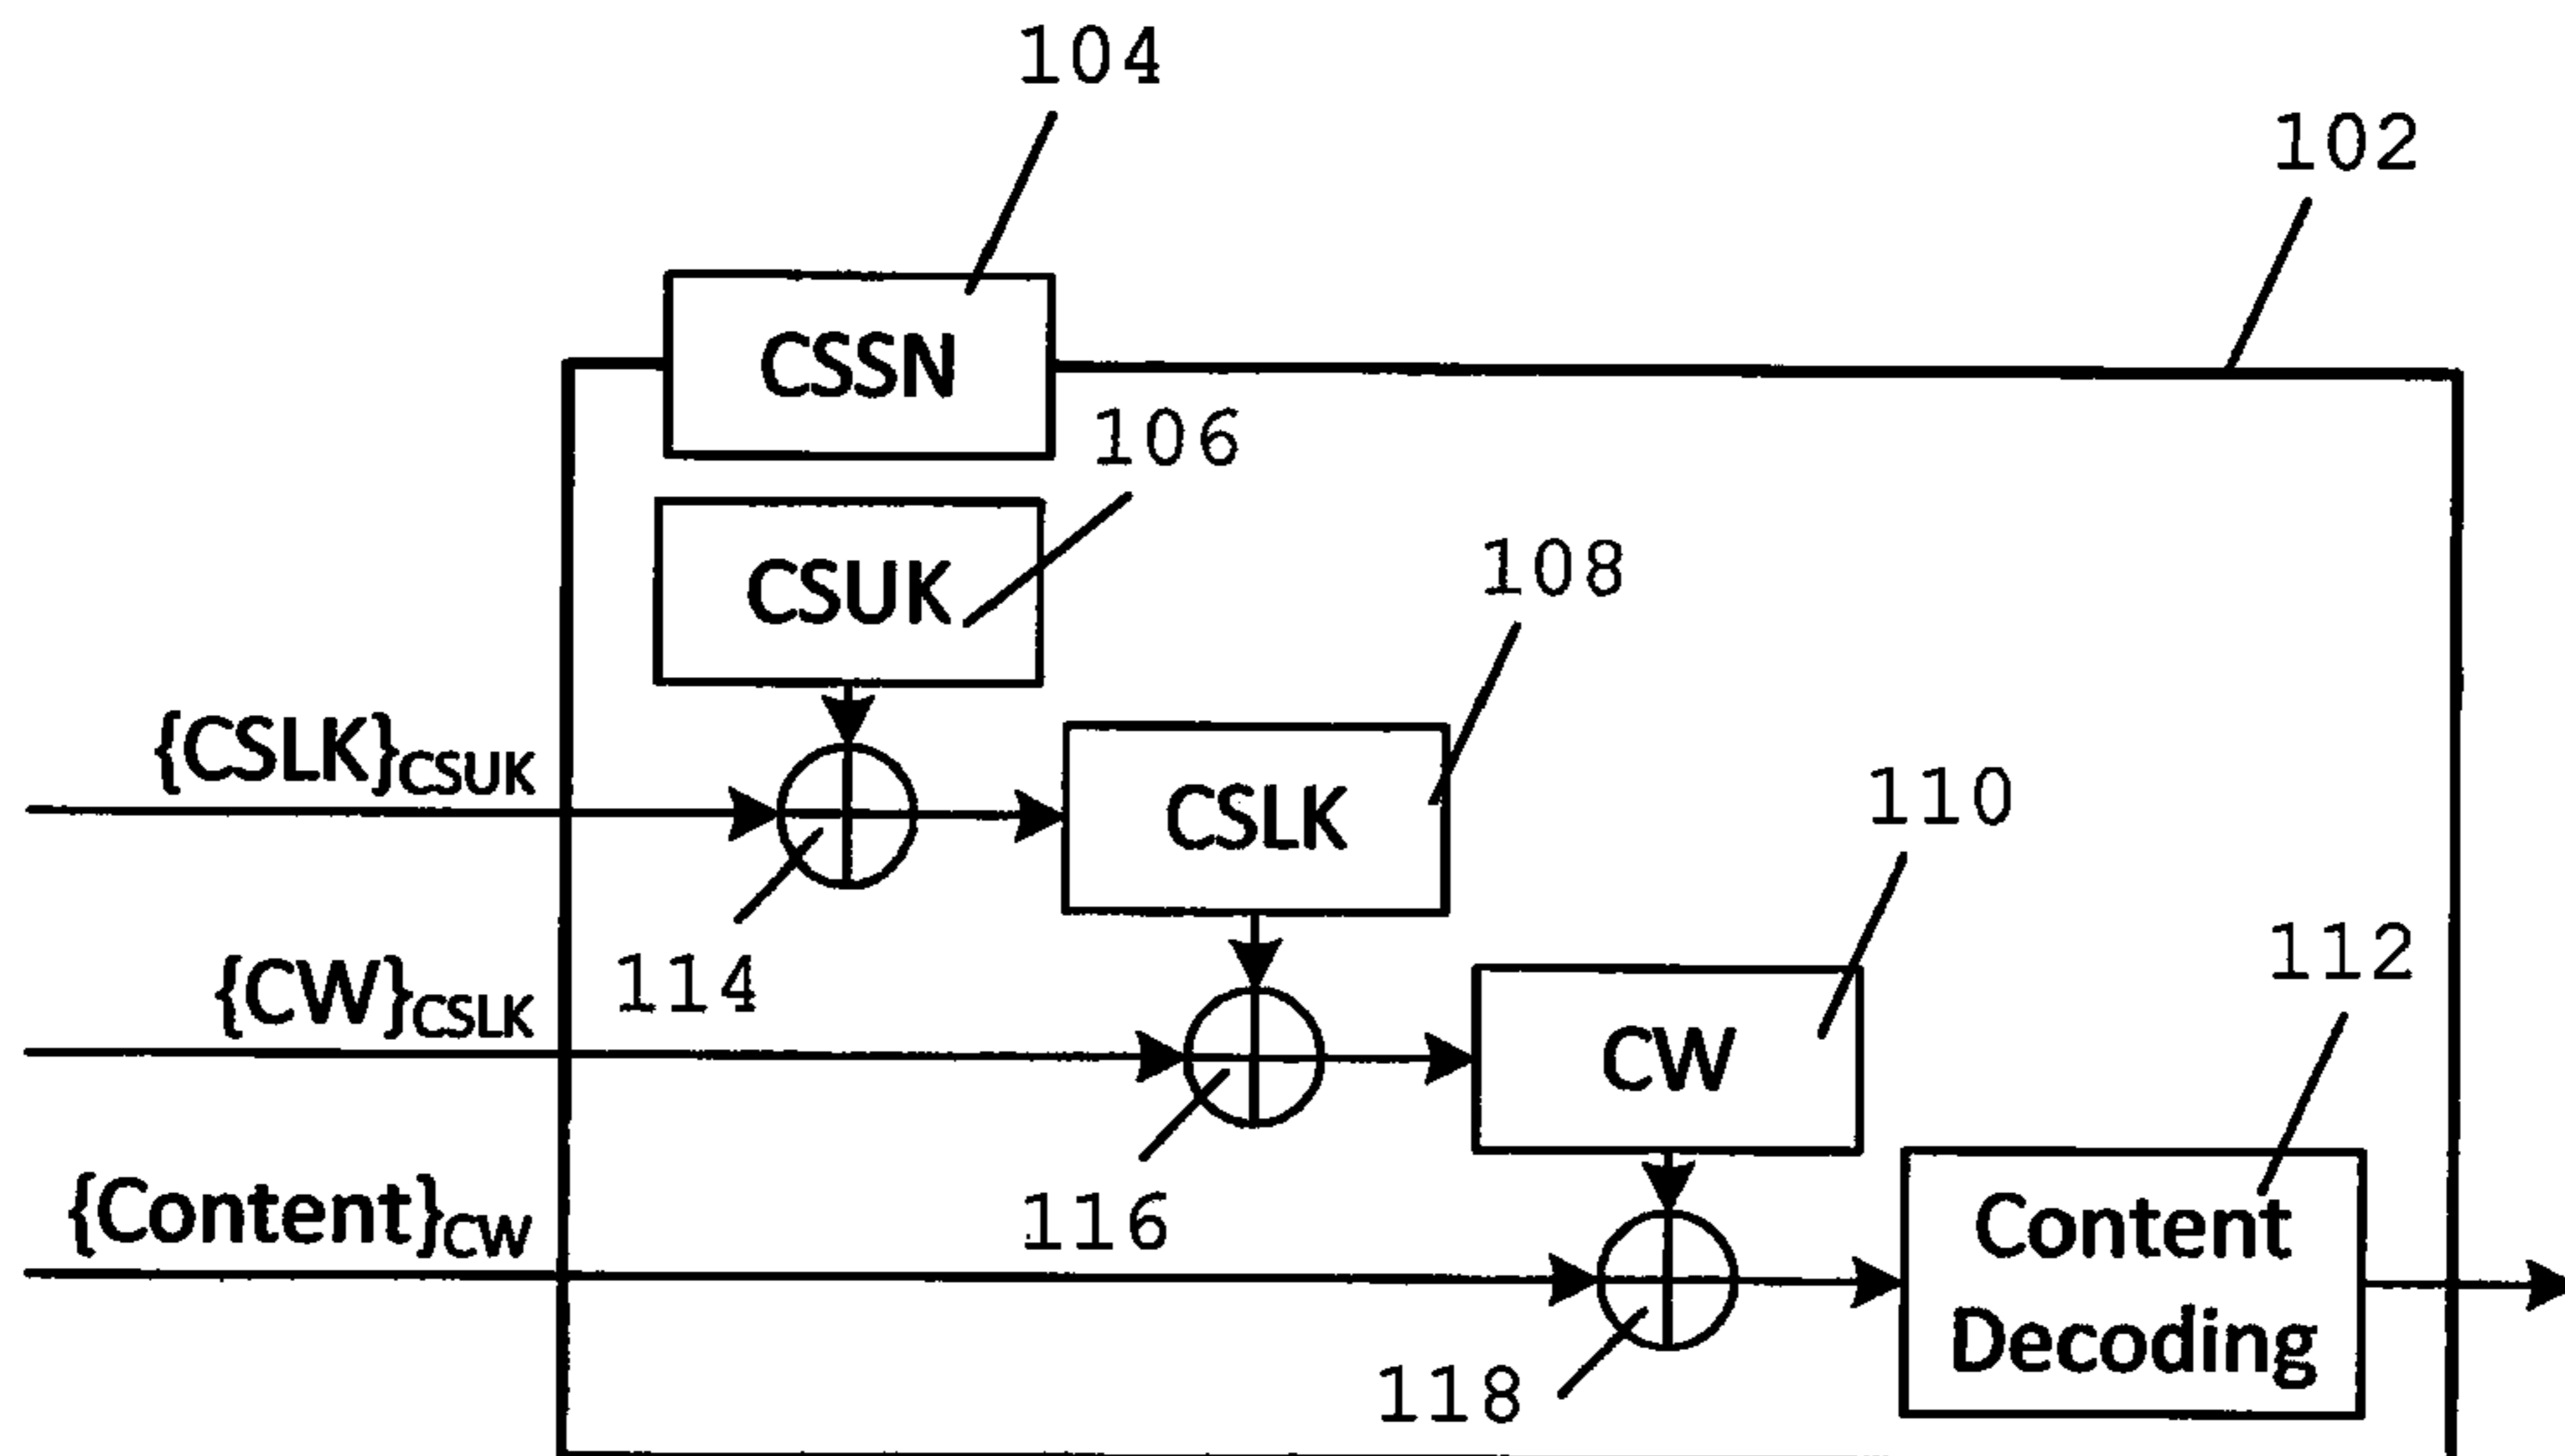 104
102
CSSN
106
CSUK
108
{CSLK}CSUK
CSLK
110
{CW}CSLK
114
CW
112
{Content}CW
116
Content
Decoding
118